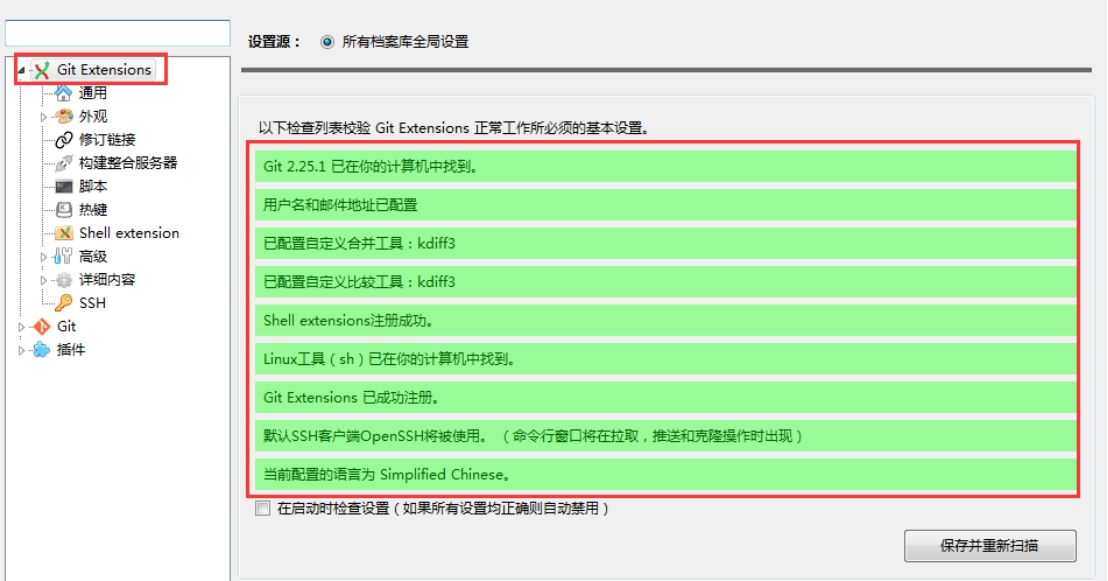 设置源： 所有档案库全局设置
Git Extensions
通用
外观
修订链接
构建整合服务器
脚本
热键
Shell extension
高级
详细内容
SSH
Git
插件
以下检查列表校验 Git Extensions 正常工作所必须的基本设置。
Git 2.25.1 已在你的计算机中找到。
用户名和邮件地址已配置
已配置自定义合并工具：kdiff3
已配置自定义比较工具：kdiff3
Shell extensions注册成功。
Linux工具（sh）已在你的计算机中找到。
Git Extensions 已成功注册。
默认SSH客户端OpenSSH将被使用。（命令行窗口将在拉取，推送和克隆操作时出现）
当前配置的语言为 Simplified Chinese。
在启动时检查设置（如果所有设置均正确则自动禁用）
保存并重新扫描